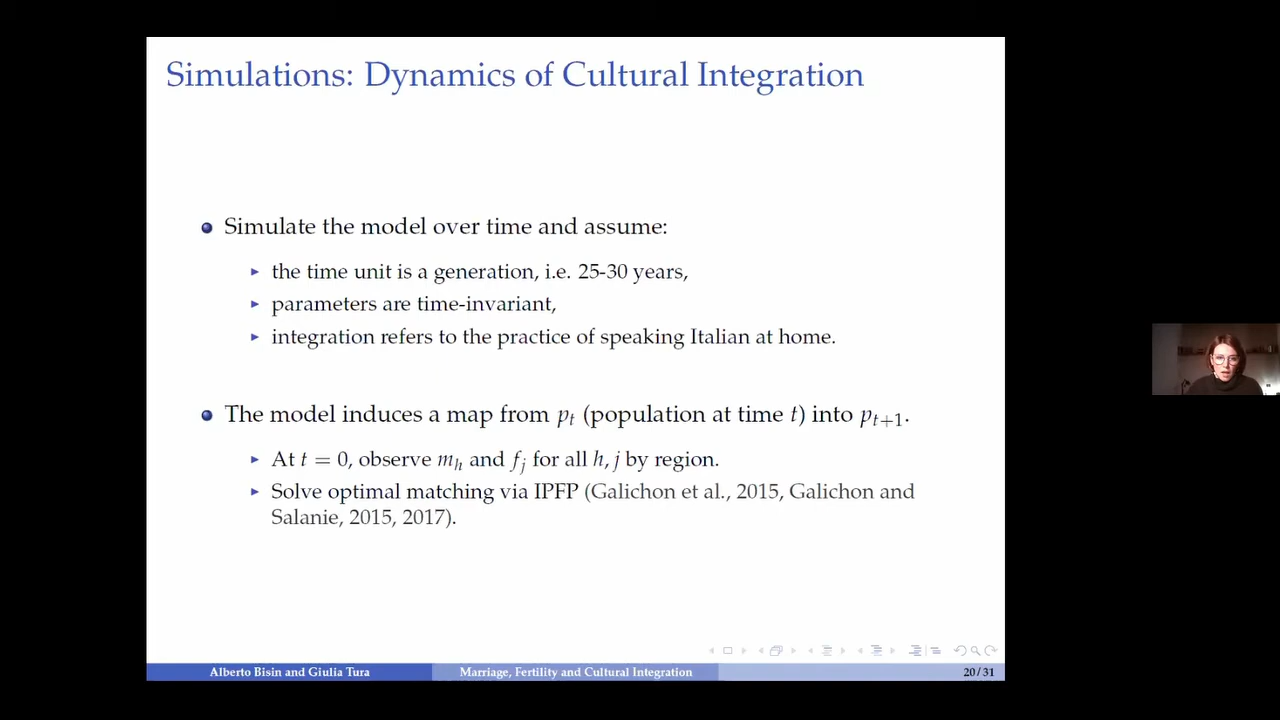 Simulations: Dynamics of Cultural Integration
Simulate the model over time and assume:
the time unit is a generation, i.e. 25-30 years,
parameters are time-invariant,
integration refers to the practice of speaking Italian at home.
The model induces a map from pₜ (population at time t) into pₜ₊₁.
At t = 0, observe mₕ and fⱼ for all h, j by region.
Solve optimal matching via IPFP (Galichon et al., 2015, Galichon and
Salanie, 2015, 2017).
Alberto Bisin and Giulia Tura
Marriage, Fertility and Cultural Integration
20 / 31